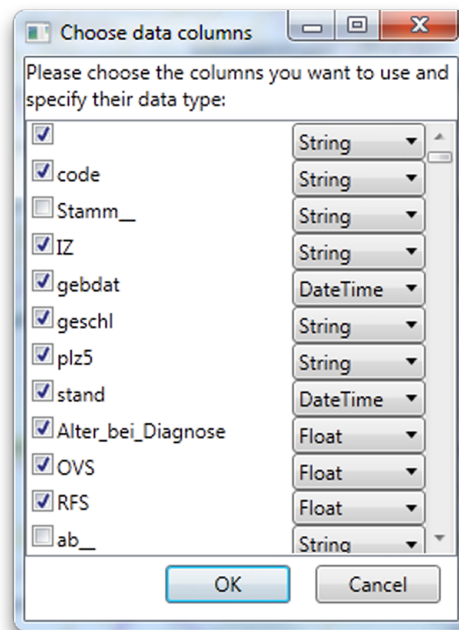 Choose data columns
Please choose the columns you want to use and
specify their data type:
String
code String
Stamm__ String
IZ String
gebdat DateTime
geschl String
plz5 String
stand DateTime
Alter_bei_Diagnose Float
OVS Float
RFS Float
ab__ String
OK Cancel